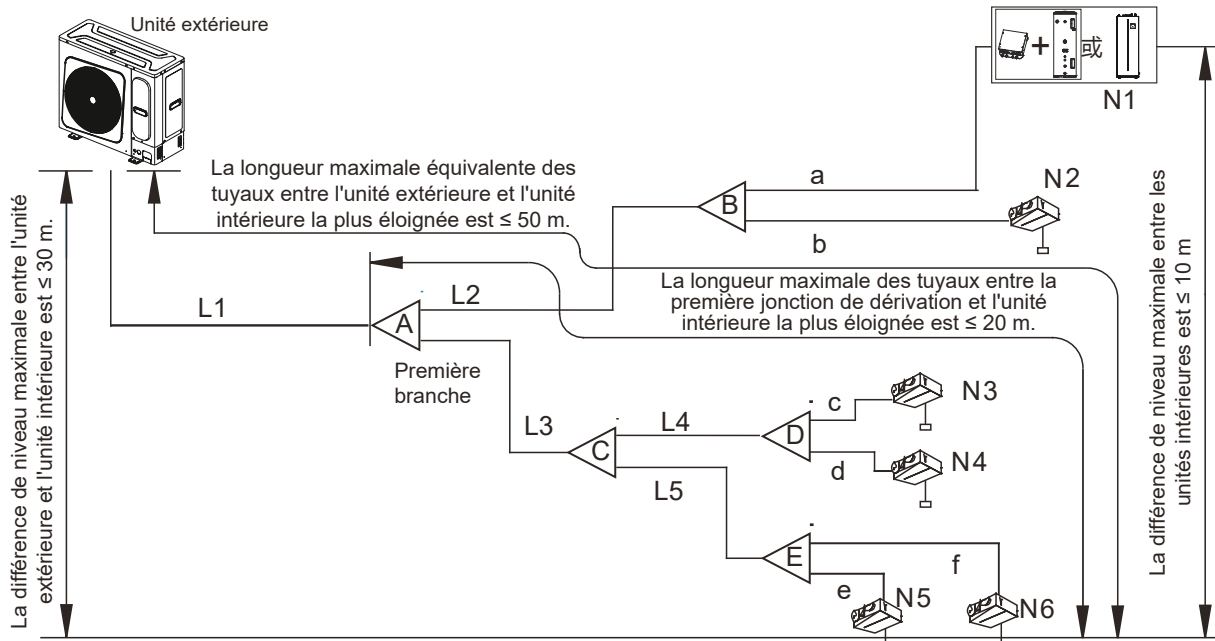 Unité extérieure
+
或
N1
La longueur maximale équivalente des
tuyaux entre l'unité extérieure et l'unité
intérieure la plus éloignée est ≤ 50 m.
a
B
N2
b
La différence de niveau maximale entre l'unité
extérieure et l'unité intérieure est ≤ 30 m.
La différence de niveau maximale entre les
unités intérieures est ≤ 10 m
La longueur maximale des tuyaux entre la
première jonction de dérivation et l'unité
intérieure la plus éloignée est ≤ 20 m.
L1
L2
A
Première
branche
c
N3
L3
L4
C
D
d
N4
L5
E
f
e
N5
N6